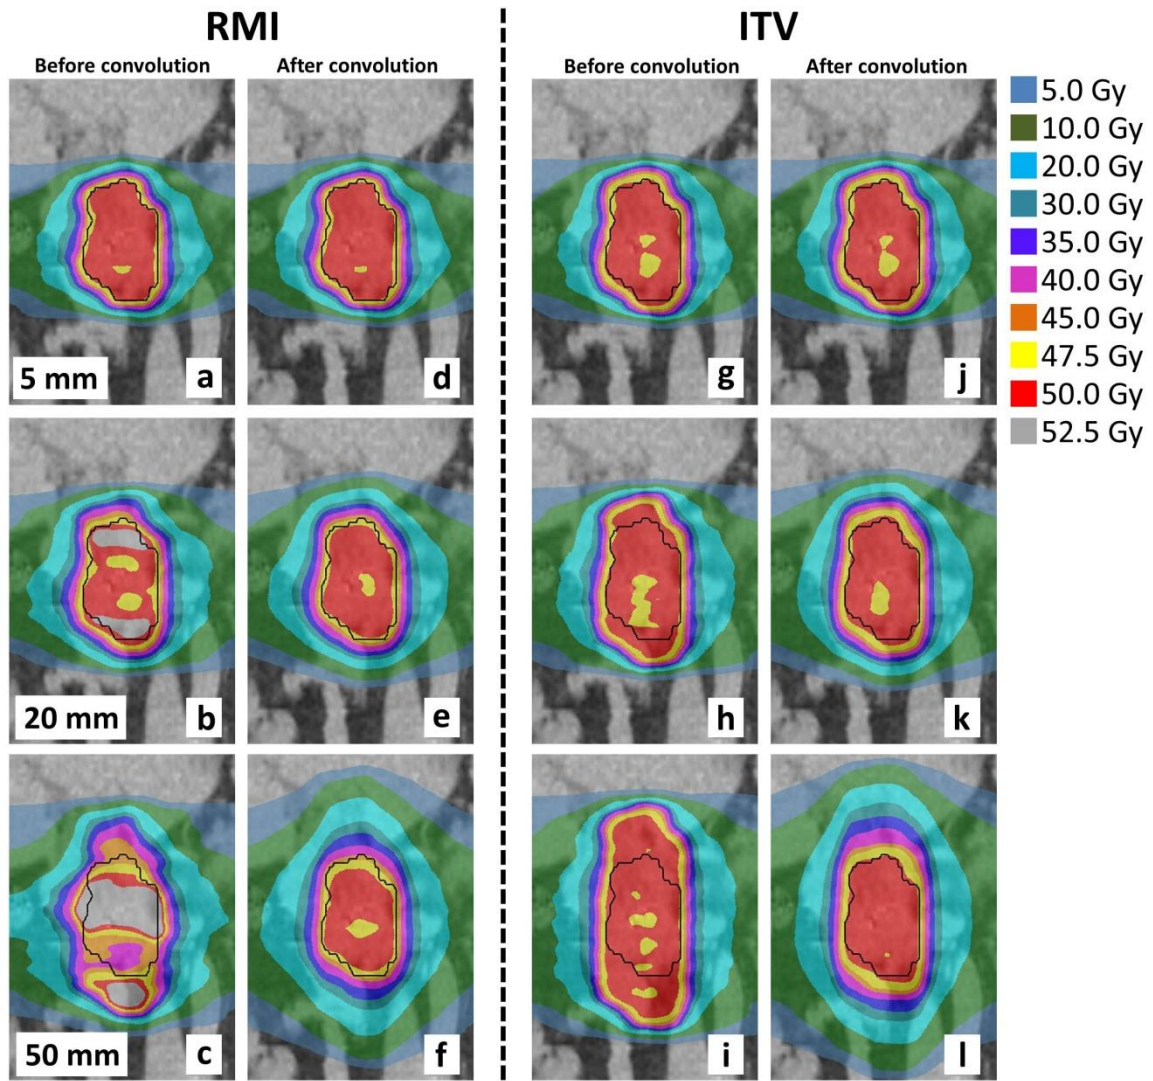 RMI
ITV
Before convolution
After convolution
Before convolution
After convolution
5.0 Gy
10.0 Gy
20.0 Gy
30.0 Gy
35.0 Gy
40.0 Gy
45.0 Gy
47.5 Gy
50.0 Gy
52.5 Gy
5 mm
a
d
g
j
20 mm
b
e
h
k
50 mm
c
f
i
l